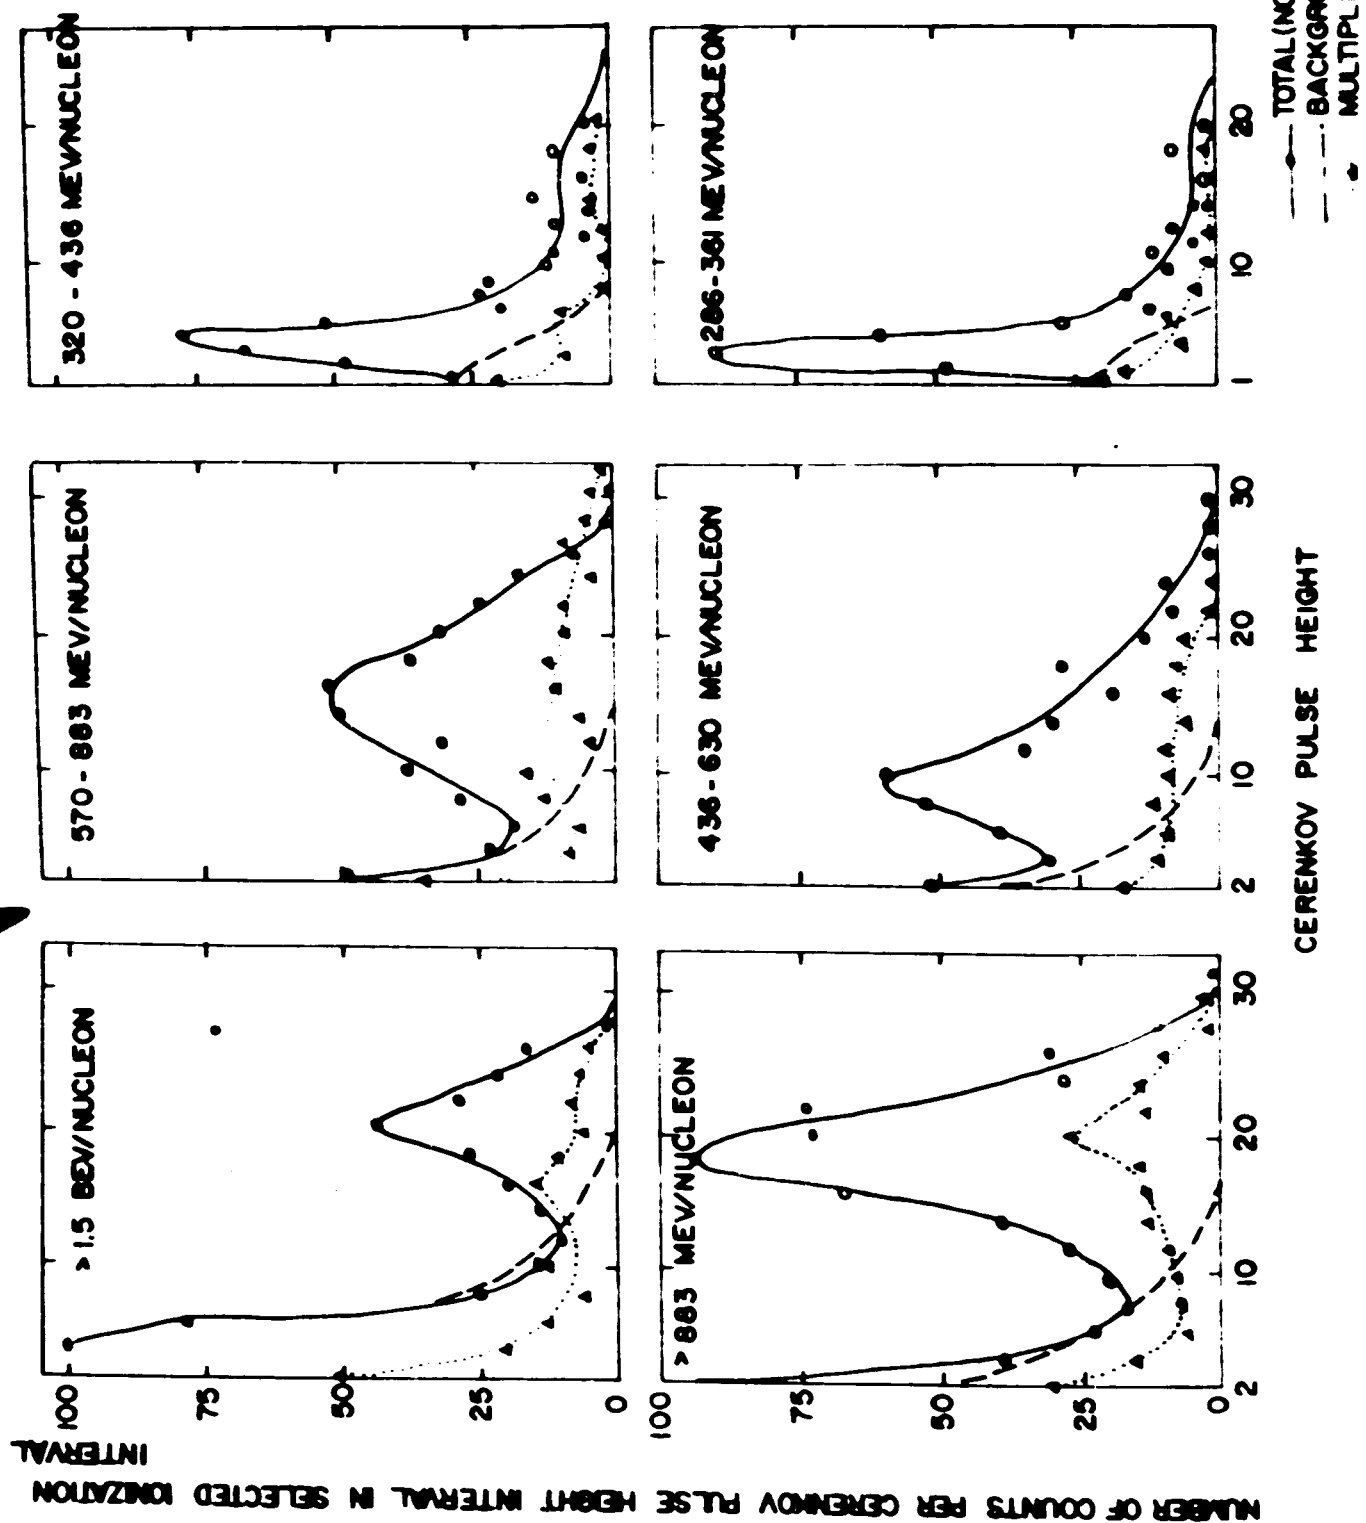 NUMBER OF COUNTS PER CERENKOV PULSE HEIGHT INTERVAL IN SELECTED IONIZATION
INTERVAL
100
75
50
25
0
>1.5 BEV/NUCLEON
570-883 MEV/NUCLEON
320-436 MEV/NUCLEON
100
75
50
25
0
>883 MEV/NUCLEON
436-630 MEV/NUCLEON
286-361 MEV/NUCLEON
2 10 20 30
2 10 20 30
1 10 20
CERENKOV PULSE HEIGHT
TOTAL